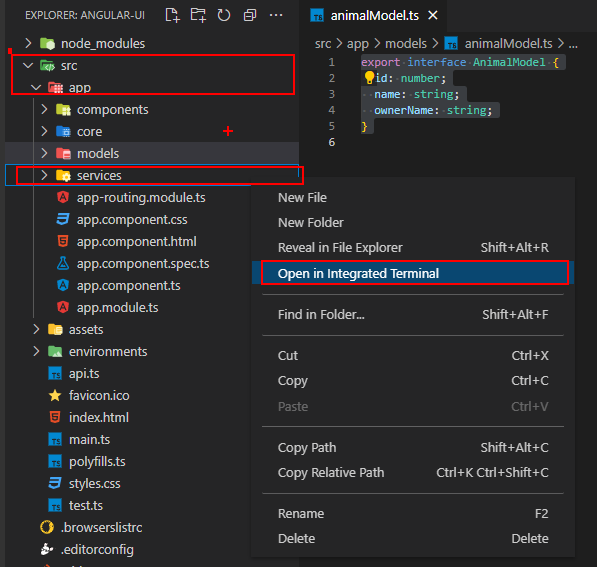 EXPLORER: ANGULAR-UI
node_modules
src
app
components
core
models
services
app-routing.module.ts
app.component.css
app.component.html
app.component.spec.ts
app.component.ts
app.module.ts
assets
environments
TS api.ts
favicon.ico
index.html
TS main.ts
TS polyfills.ts
styles.css
TS test.ts
.browserslistrc
.editorconfig
TS animalModel.ts
src > app > models > TS animalModel.ts > ...
1 export interface AnimalModel {
2 id: number;
3 name: string;
4 ownerName: string;
5 }
6
New File
New Folder
Reveal in File Explorer Shift+Alt+R
Open in Integrated Terminal
Find in Folder... Shift+Alt+F
Cut Ctrl+X
Copy Ctrl+C
Paste Ctrl+V
Copy Path Shift+Alt+C
Copy Relative Path Ctrl+K Ctrl+Shift+C
Rename F2
Delete Delete